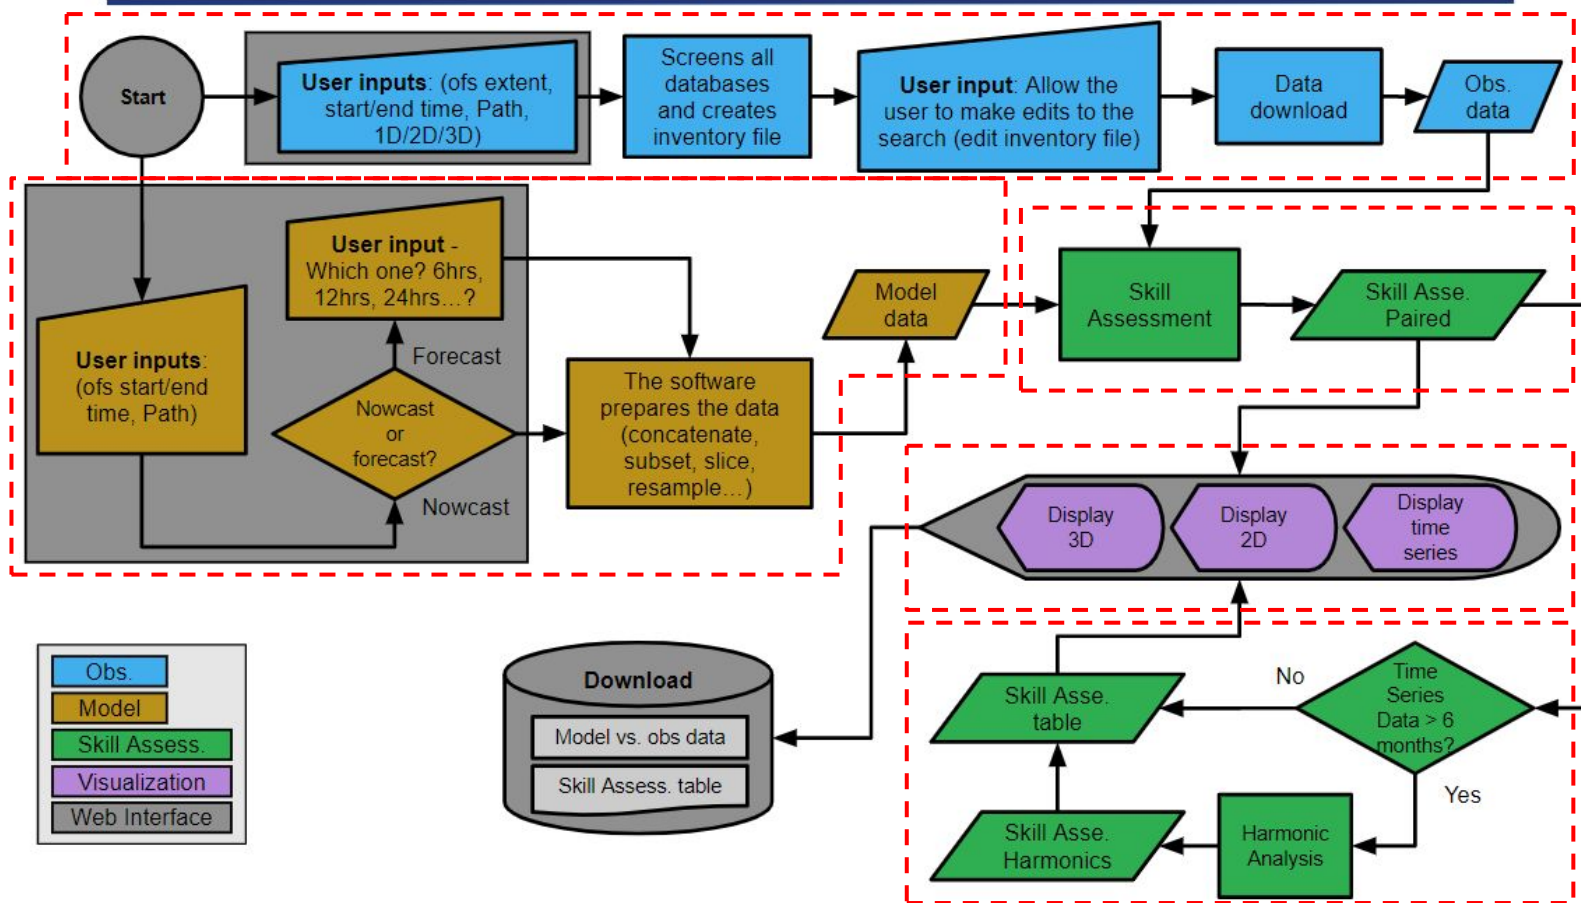 Start
User inputs: (ofs extent,
start/end time, Path,
1D/2D/3D)
Screens all
databases
and creates
inventory file
User input: Allow the
user to make edits to the
search (edit inventory file)
Data
download
Obs.
data
User input -
Which one? 6hrs,
12hrs, 24hrs...?
User inputs:
(ofs start/end
time, Path)
Forecast
Nowcast
or
forecast?
Nowcast
The software
prepares the data
(concatenate,
subset, slice,
resample...)
Model
data
Skill
Assessment
Skill Asse.
Paired
Display
3D
Display
2D
Display
time
series
Obs.
Model
Skill Assess.
Visualization
Web Interface
Download
Model vs. obs data
Skill Assess. table
Skill Asse.
table
No
Time
Series
Data > 6
months?
Yes
Harmonic
Analysis
Skill Asse.
Harmonics